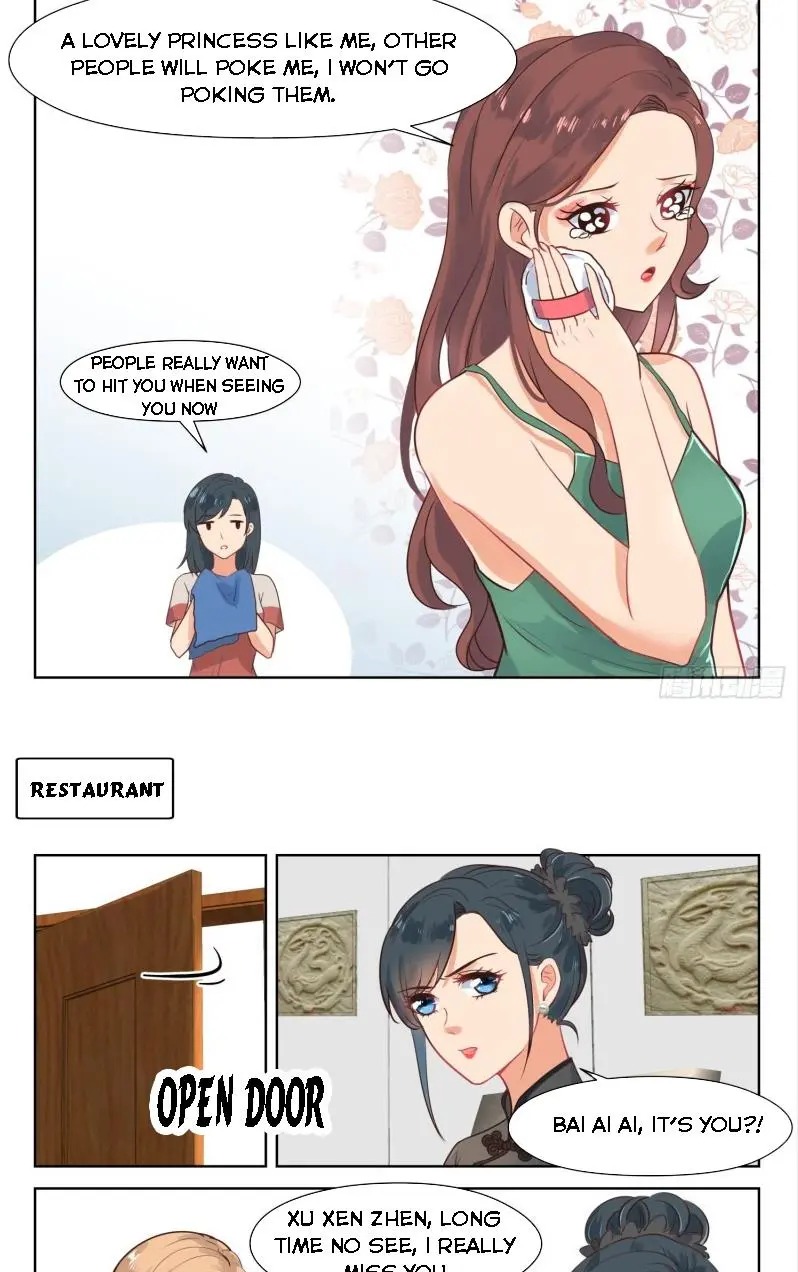 A LOVELY PRINCESS LIKE ME, OTHER
PEOPLE WILL POKE ME, I WON'T GO
POKING THEM.
PEOPLE REALLY WANT
TO HIT YOU WHEN SEEING
YOU NOW
RESTAURANT
OPEN DOOR
BAI AI AI, IT'S YOU?!
XU XEN ZHEN, LONG
TIME NO SEE, I REALLY
MISS YOU